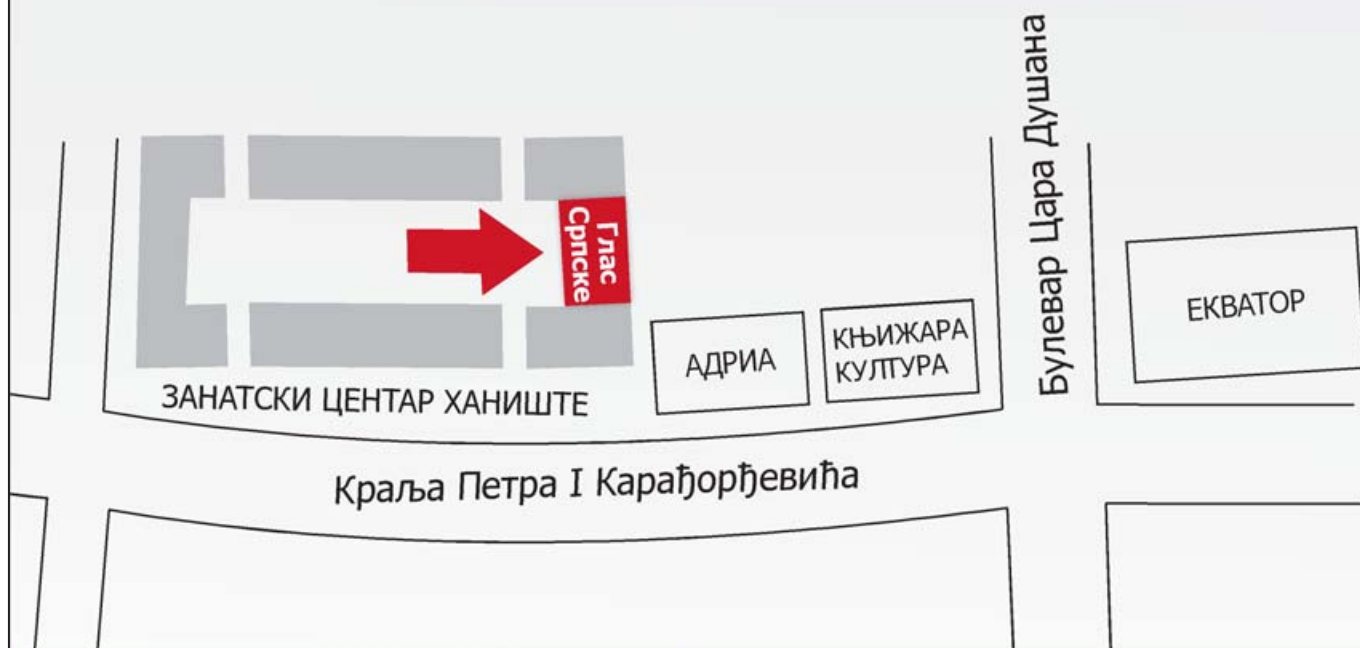 Булевар Цара Душана
Глас
Српске
ЕКВАТОР
АДРИА
КЊИЖАРА
КУЛТУРА
ЗАНАТСКИ ЦЕНТАР ХАНИШТЕ
Краља Петра I Карађорђевића